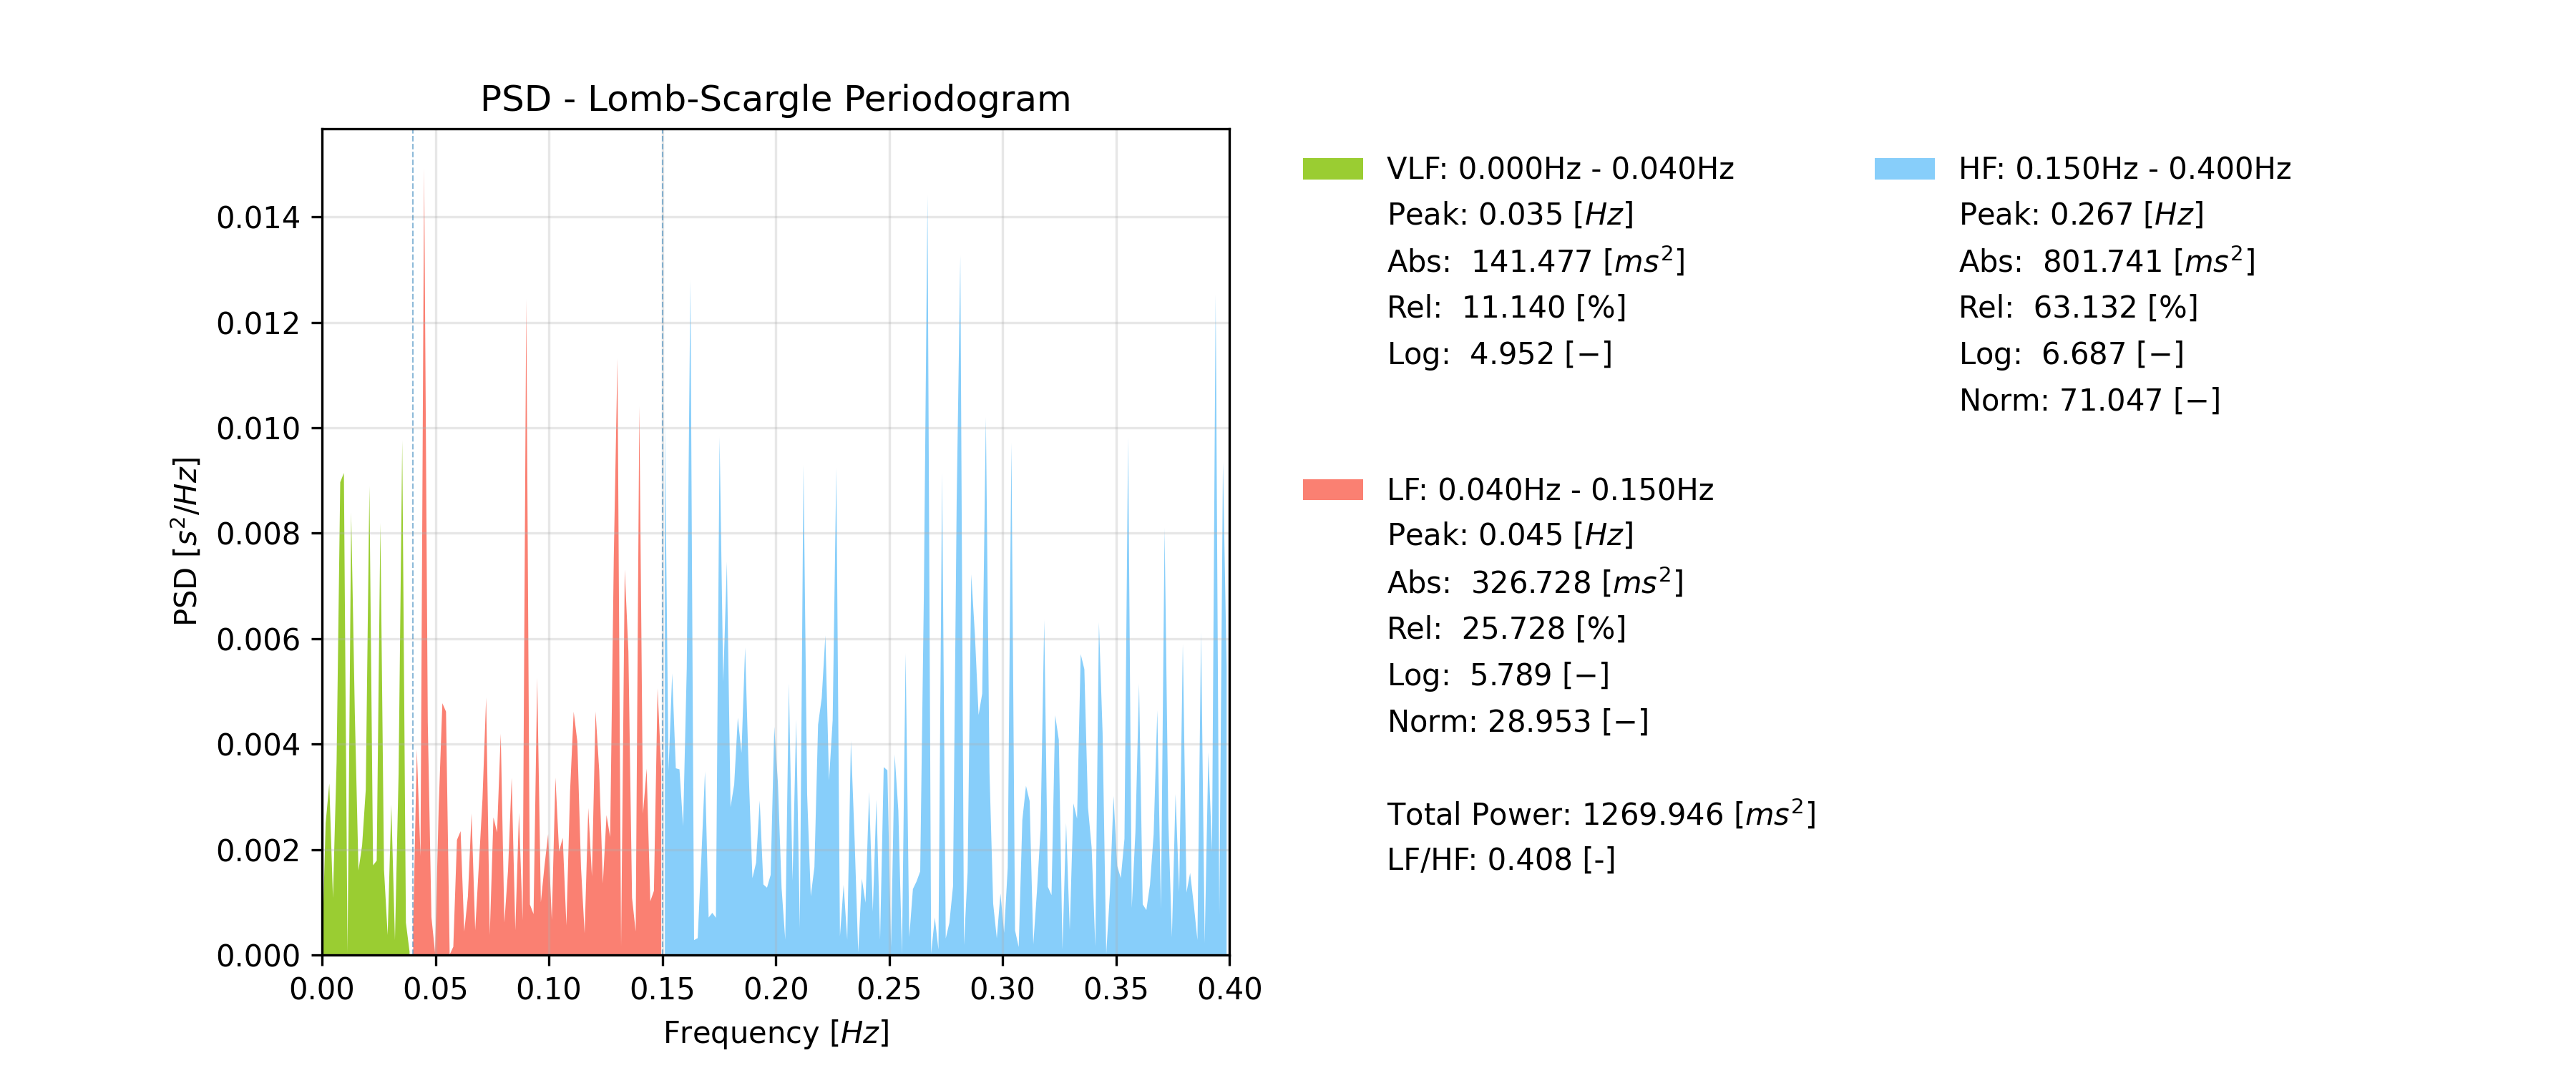 PSD - Lomb-Scargle Periodogram
PSD [s²/Hz]
0.014
0.012
0.010
0.008
0.006
0.004
0.002
0.000
0.00 0.05 0.10 0.15 0.20 0.25 0.30 0.35 0.40
Frequency [Hz]
VLF: 0.000Hz - 0.040Hz
Peak: 0.035 [Hz]
Abs: 141.477 [ms²]
Rel: 11.140 [%]
Log: 4.952 [−]
LF: 0.040Hz - 0.150Hz
Peak: 0.045 [Hz]
Abs: 326.728 [ms²]
Rel: 25.728 [%]
Log: 5.789 [−]
Norm: 28.953 [−]
Total Power: 1269.946 [ms²]
LF/HF: 0.408 [-]
HF: 0.150Hz - 0.400Hz
Peak: 0.267 [Hz]
Abs: 801.741 [ms²]
Rel: 63.132 [%]
Log: 6.687 [−]
Norm: 71.047 [−]